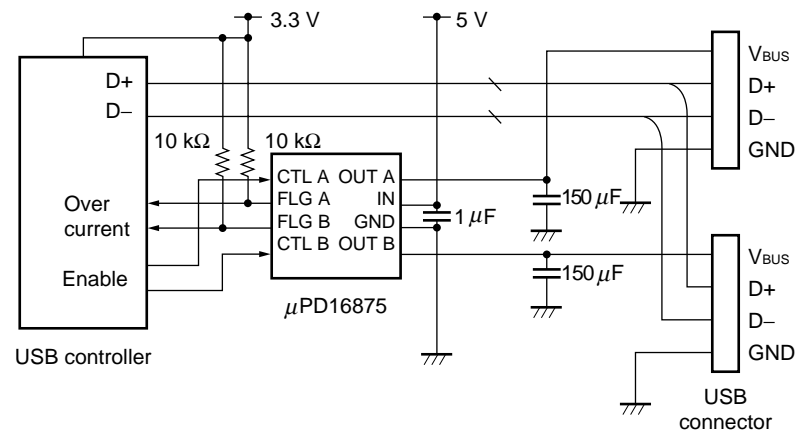 3.3 V
5 V
D+
D−
10 kΩ
10 kΩ
Over
current
Enable
USB controller
CTL A OUT A
FLG A IN
FLG B GND
CTL B OUT B
μPD16875
1 μF
150 μF
150 μF
VBUS
D+
D−
GND
VBUS
D+
D−
GND
USB
connector